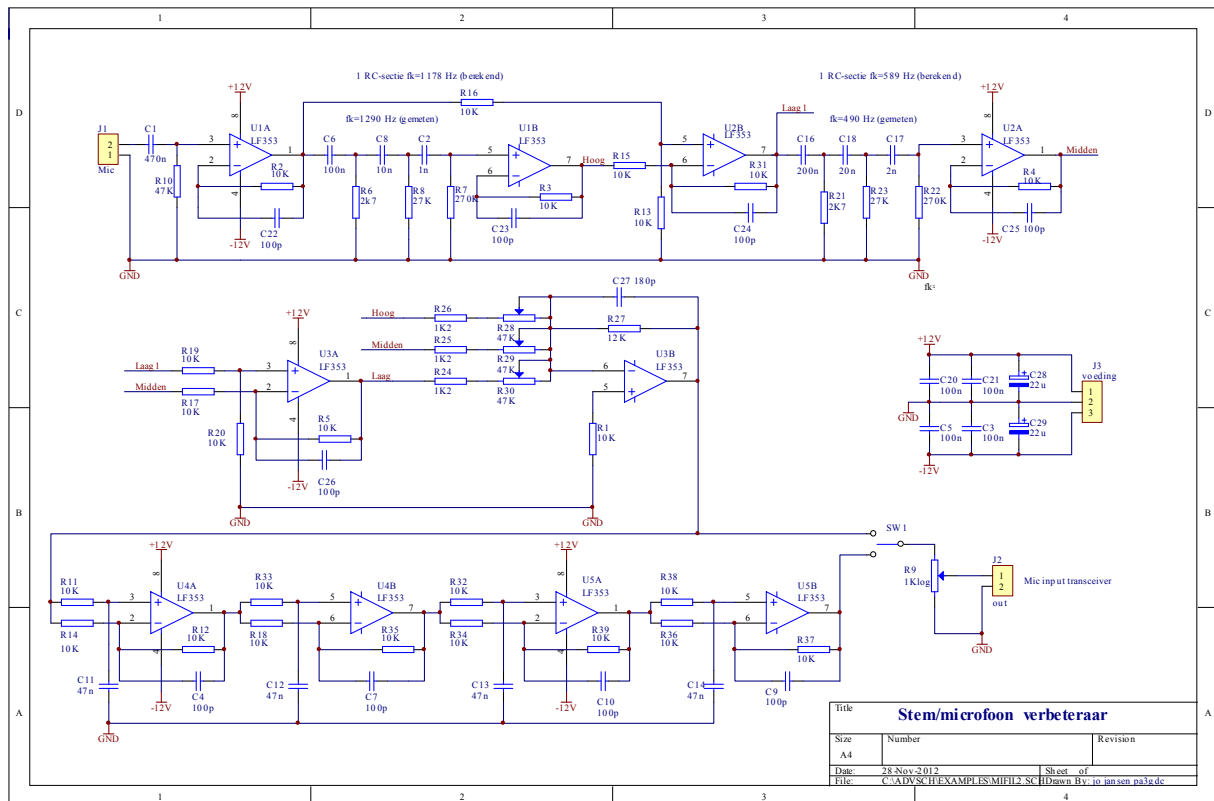 1 2 3 4
D
1 RC-sectie fk=1178 Hz (berekend)
1 RC-sectie fk=589 Hz (berekend)
fk=1290 Hz (gemeten)
fk=490 Hz (gemeten)
J1
2
1
Mic
C1
470n
R10
47K
+12V
8
3
2
1
4
-12V
U1A
LF353
R2
10K
C22
100p
R16
10K
C6
100n
C8
10n
C2
1n
R6
2k7
R8
27K
R7
270K
5
6
7
U1B
LF353
R3
10K
C23
100p
Hoog
R15
10K
R13
10K
5
6
7
U2B
LF353
R31
10K
C24
100p
Laag1
C16
200n
C18
20n
C17
2n
R21
2K7
R23
27K
R22
270K
+12V
8
3
2
1
4
-12V
U2A
LF353
R4
10K
C25
100p
Midden
GND
GND
fk=
C
Laag1
Midden
R19
10K
R17
10K
R20
10K
+12V
8
3
2
1
4
-12V
U3A
LF353
R5
10K
C26
100p
Hoog
Midden
Laag
R26
1K2
R25
1K2
R24
1K2
R28
47K
R29
47K
R30
47K
C27 180p
R27
12K
6
5
7
U3B
LF353
R1
10K
GND
GND
+12V
C20
100n
C21
100n
C28
22u
GND
C5
100n
C3
100n
C29
22u
-12V
J3
voeding
1
2
3
B
R11
10K
R14
10K
C11
47n
+12V
8
3
2
1
4
-12V
U4A
LF353
R12
10K
C4
100p
R33
10K
R18
10K
C12
47n
5
6
7
U4B
LF353
R35
10K
C7
100p
R32
10K
R34
10K
C13
47n
+12V
8
3
2
1
4
-12V
U5A
LF353
R39
10K
C10
100p
R38
10K
R36
10K
C14
47n
5
6
7
U5B
LF353
R37
10K
C9
100p
GND
SW1
R9
1Klog
J2
1
2
out
Mic input transceiver
GND
A
Title
Stem/microfoon verbeteraar
Size Number Revision
A4
Date: 28-Nov-2012 Sheet of
File: C:\ADVSCH\EXAMPLES\MIFIL2.SCH Drawn By: jo jansen pa3gdc
1 2 3 4